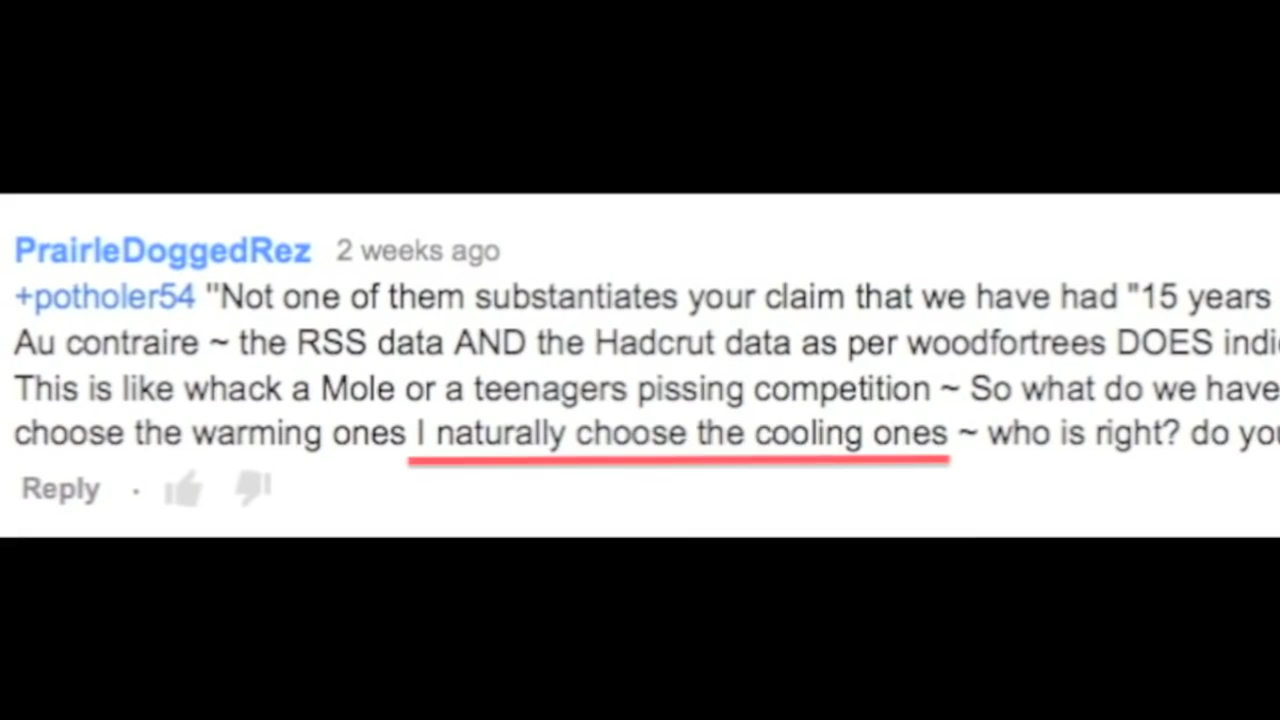 PrairleDoggedRez 2 weeks ago
+potholer54 "Not one of them substantiates your claim that we have had "15 years
Au contraire ~ the RSS data AND the Hadcrut data as per woodfortrees DOES indi
This is like whack a Mole or a teenagers pissing competition ~ So what do we have
choose the warming ones I naturally choose the cooling ones ~ who is right? do you
Reply ·